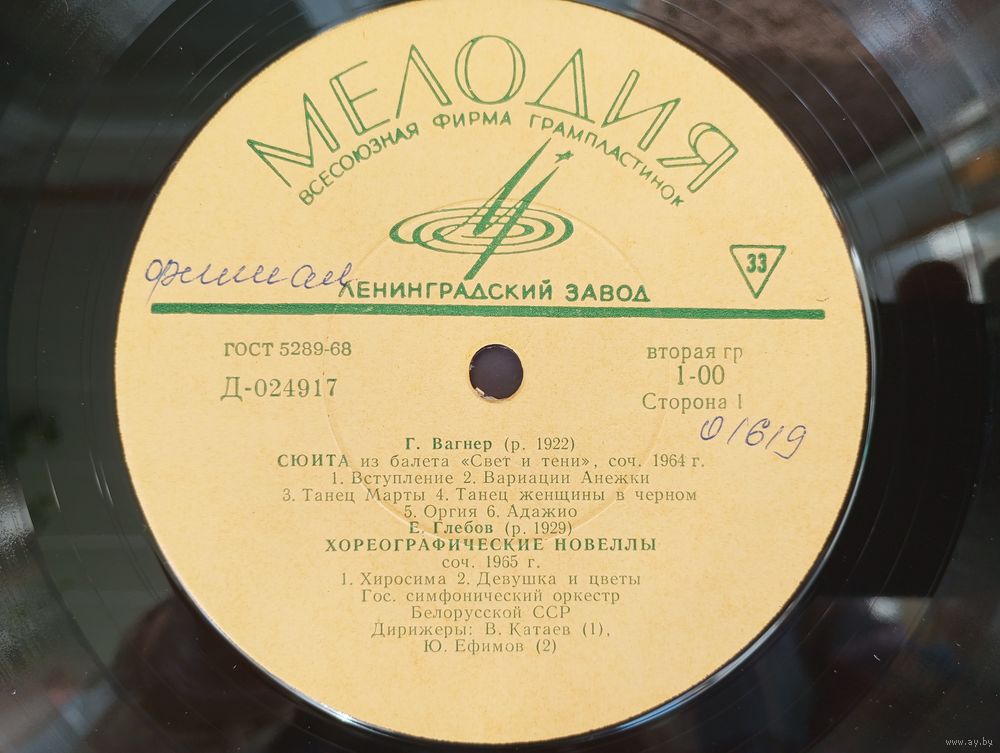 МЕЛОДИЯ
ВСЕСОЮЗНАЯ ФИРМА ГРАМПЛАСТИНОК
33
ЛЕНИНГРАДСКИЙ ЗАВОД
ГОСТ 5289-68
вторая гр
Д-024917
1-00
Сторона 1
01619
Г. Вагнер (р. 1922)
СЮИТА из балета «Свет и тени», соч. 1964 г.
1. Вступление 2. Вариации Анежки
3. Танец Марты 4. Танец женщины в черном
5. Оргия 6. Адажио
Е. Глебов (р. 1929)
ХОРЕОГРАФИЧЕСКИЕ НОВЕЛЛЫ
соч. 1965 г.
1. Хиросима 2. Девушка и цветы
Гос. симфонический оркестр
Белорусской ССР
Дирижеры: В. Катаев (1),
Ю. Ефимов (2)
www.ay.by